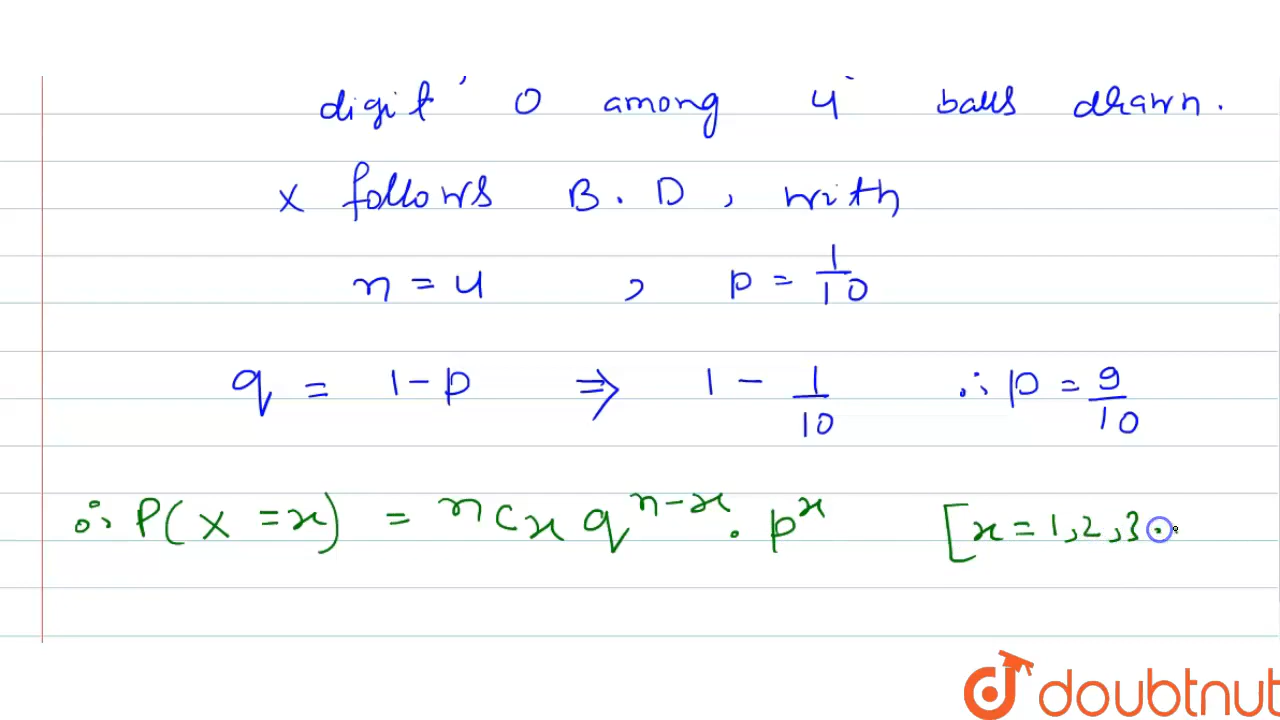 digit 0 among 4 balls drawn.
x follows B.D, with
n = 4 , p = 1/10
q = 1 - p ⇒ 1 - 1/10 ∴ p = 9/10
∴ P(X = x) = nCx q^(n-x) . p^x [x = 1, 2, 3 ..
doubtnut